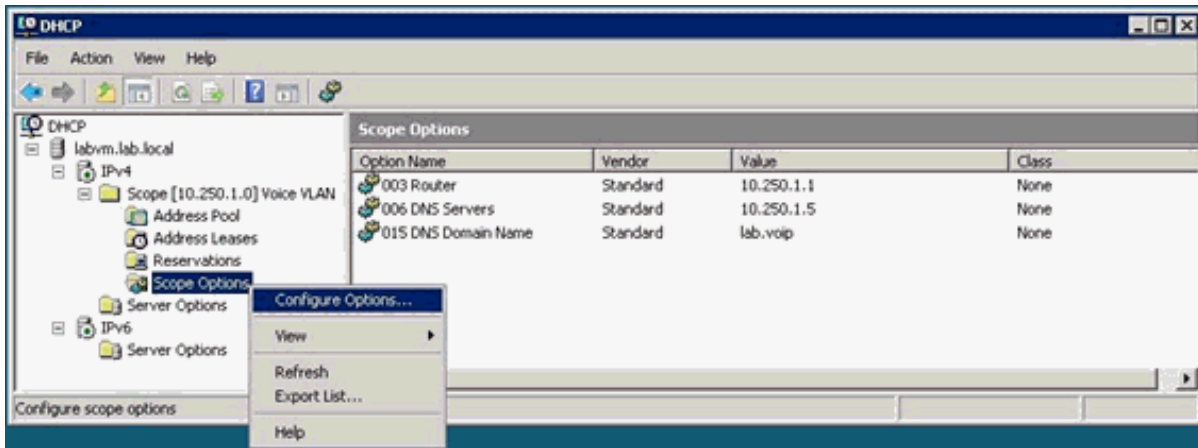 DHCP
File Action View Help
DHCP
labvm.lab.local
IPv4
Scope [10.250.1.0] Voice VLAN
Address Pool
Address Leases
Reservations
Scope Options
Server Options
IPv6
Server Options
Scope Options
Option Name Vendor Value Class
003 Router Standard 10.250.1.1 None
006 DNS Servers Standard 10.250.1.5 None
015 DNS Domain Name Standard lab.voip None
Configure Options...
View
Refresh
Export List...
Help
Configure scope options